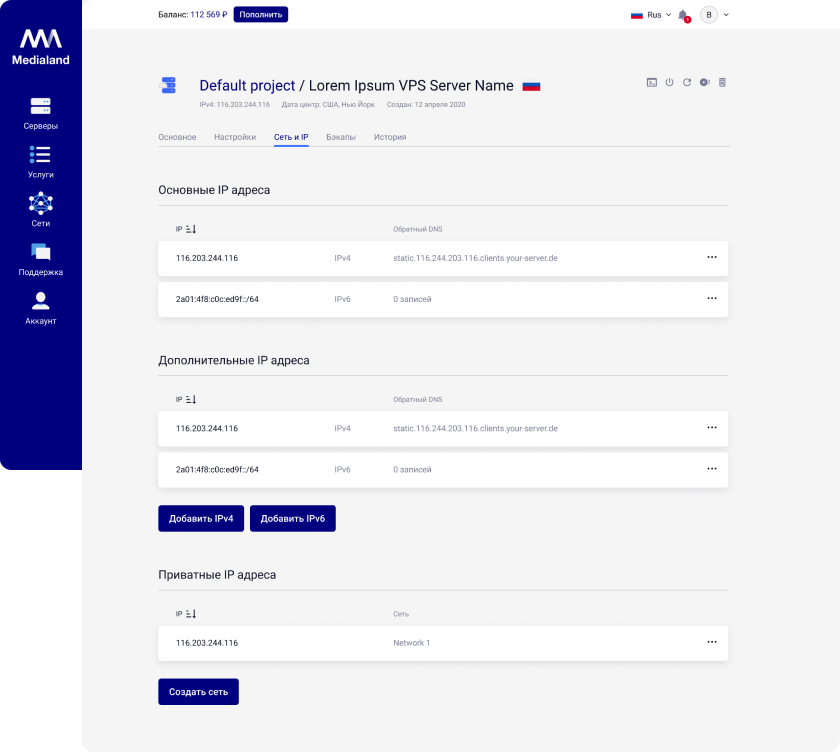 Баланс: 112 569 ₽ Пополнить
Rus
1
B
Medialand
Серверы
Услуги
Сети
Поддержка
Аккаунт
Default project / Lorem Ipsum VPS Server Name
IPv4: 116.203.244.116 Дата центр: США, Нью Йорк Создан: 12 апреля 2020
Основное Настройки Сеть и IP Бэкапы История
Основные IP адреса
IP Обратный DNS
116.203.244.116 IPv4 static.116.244.203.116.clients.your-server.de
2a01:4f8:c0c:ed9f::/64 IPv6 0 записей
Дополнительные IP адреса
IP Обратный DNS
116.203.244.116 IPv4 static.116.244.203.116.clients.your-server.de
2a01:4f8:c0c:ed9f::/64 IPv6 0 записей
Добавить IPv4 Добавить IPv6
Приватные IP адреса
IP Сеть
116.203.244.116 Network 1
Создать сеть